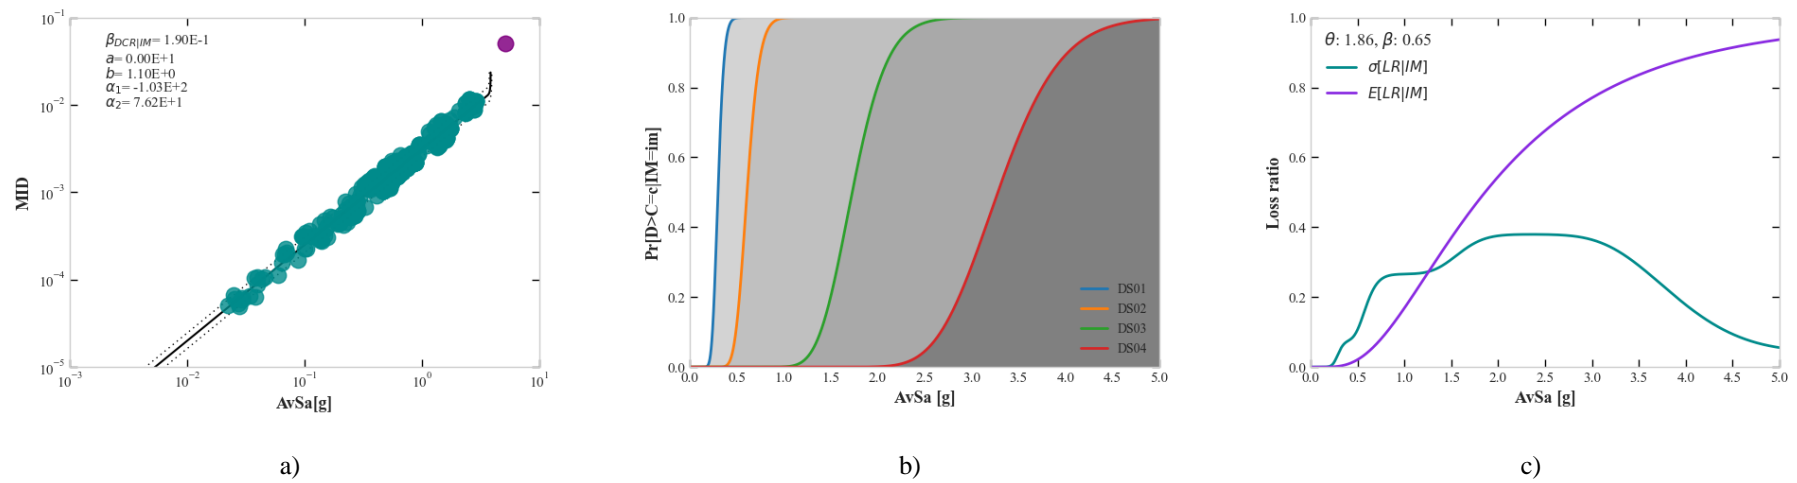 10⁻¹
β_DCR|IM= 1.90E-1
a= 0.00E+1
b= 1.10E+0
α₁= -1.03E+2
α₂= 7.62E+1
10⁻²
10⁻³
10⁻⁴
10⁻⁵
MID
10⁻³ 10⁻² 10⁻¹ 10⁰ 10¹
AvSa[g]
a)
1.0
0.8
0.6
0.4
0.2
0.0
Pr[D>C=c|IM=im]
DS01
DS02
DS03
DS04
0.0 0.5 1.0 1.5 2.0 2.5 3.0 3.5 4.0 4.5 5.0
AvSa [g]
b)
1.0
0.8
0.6
0.4
0.2
0.0
Loss ratio
θ: 1.86, β: 0.65
σ[LR|IM]
E[LR|IM]
0.0 0.5 1.0 1.5 2.0 2.5 3.0 3.5 4.0 4.5 5.0
AvSa [g]
c)